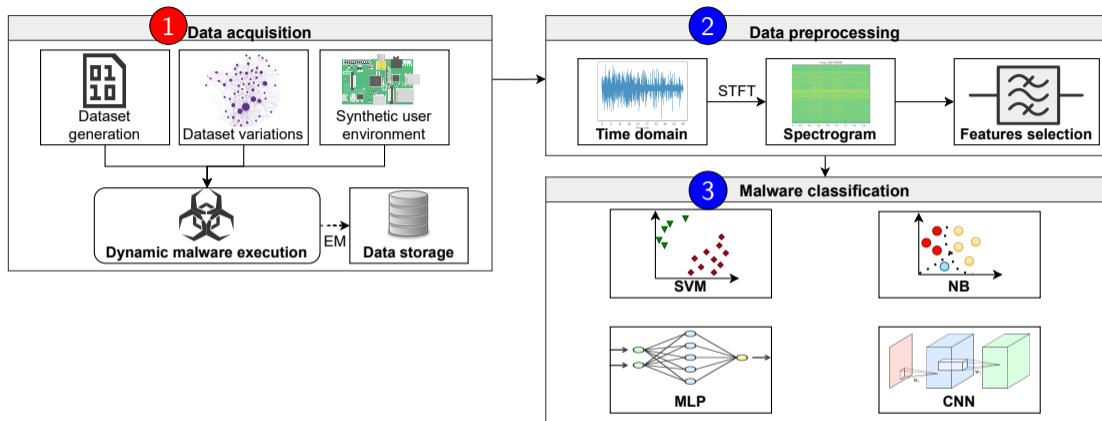 1
Data acquisition
01
10
Dataset
generation
Dataset variations
Synthetic user
environment
Dynamic malware execution
EM
Data storage
2
Data preprocessing
Time domain
STFT
Spectrogram
Features selection
3
Malware classification
SVM
NB
MLP
CNN